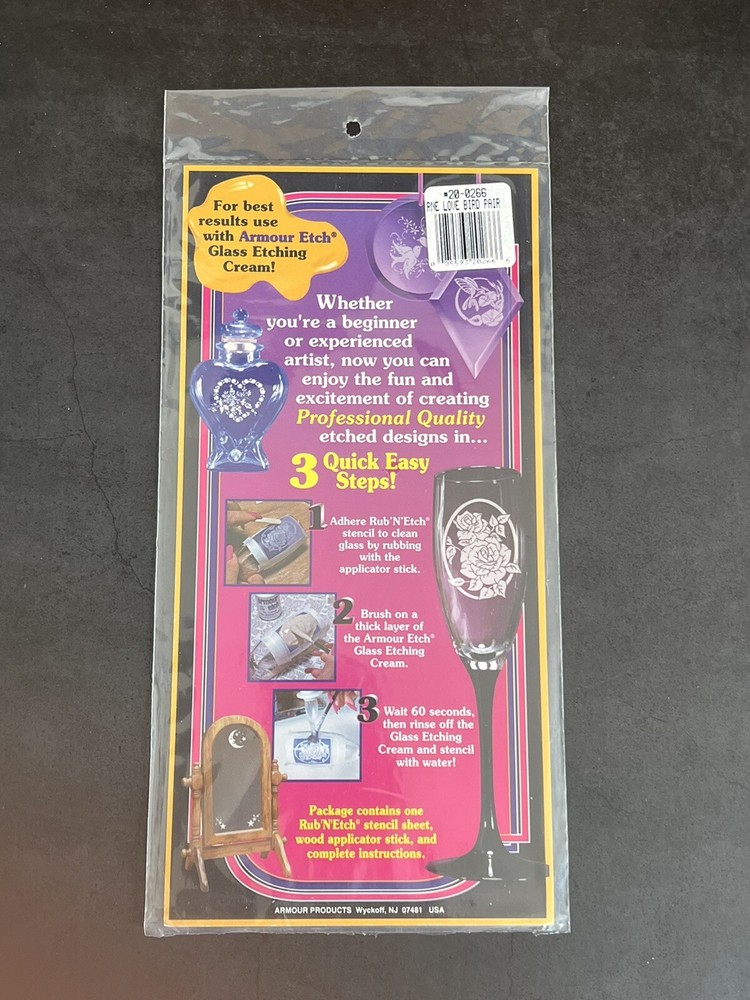 For best
results use
with Armour Etch®
Glass Etching
Cream!
20-0266
RNE LOVE BIRD PAIR
Whether
you're a beginner
or experienced
artist, now you can
enjoy the fun and
excitement of creating
Professional Quality
etched designs in...
3 Quick Easy
Steps!
1 Adhere Rub'N'Etch®
stencil to clean
glass by rubbing
with the
applicator stick.
2 Brush on a
thick layer of
the Armour Etch®
Glass Etching
Cream.
3 Wait 60 seconds,
then rinse off the
Glass Etching
Cream and stencil
with water!
Package contains one
Rub'N'Etch® stencil sheet,
wood applicator stick, and
complete instructions.
ARMOUR PRODUCTS Wyckoff, NJ 07481 USA